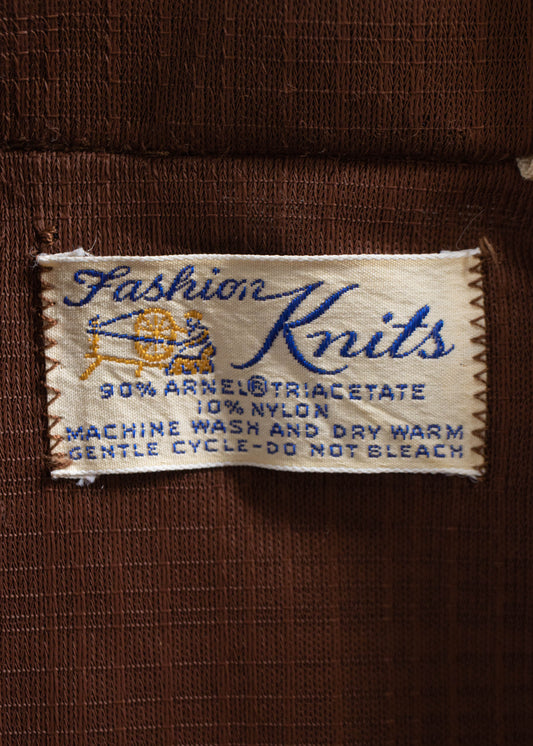 Fashion Knits
90% ARNEL® TRIACETATE
10% NYLON
MACHINE WASH AND DRY WARM
GENTLE CYCLE-DO NOT BLEACH